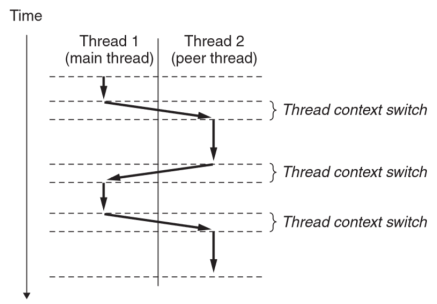 Time
Thread 1
(main thread)
Thread 2
(peer thread)
Thread context switch
Thread context switch
Thread context switch